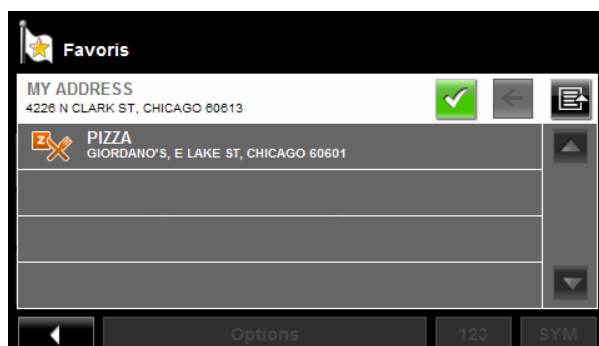 Favoris
MY ADDRESS
4226 N CLARK ST, CHICAGO 60613
Z
PIZZA
GIORDANO'S, E LAKE ST, CHICAGO 60601
Options
123
SYM